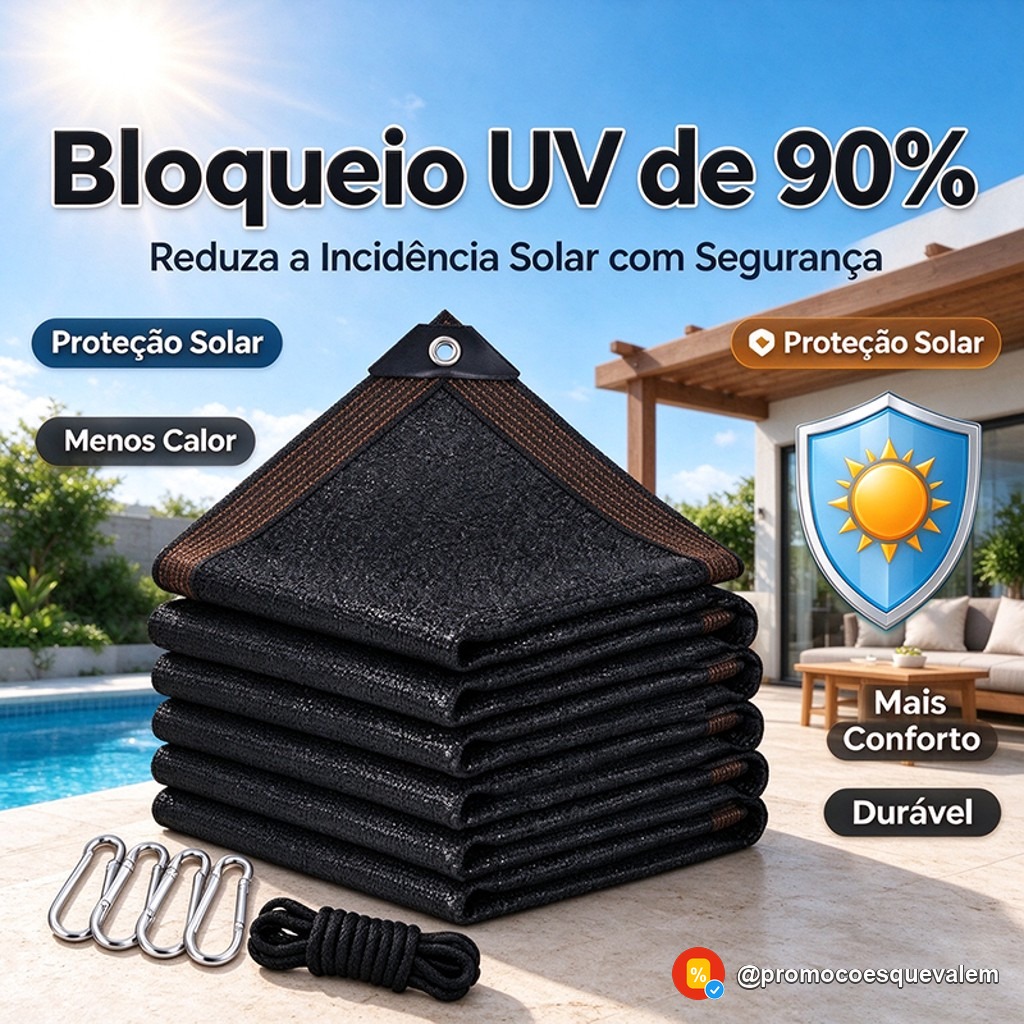 Bloqueio UV de 90%
Reduza a Incidência Solar com Segurança
Proteção Solar
Proteção Solar
Menos Calor
Mais
Conforto
Durável
%
@promocoesquevalem